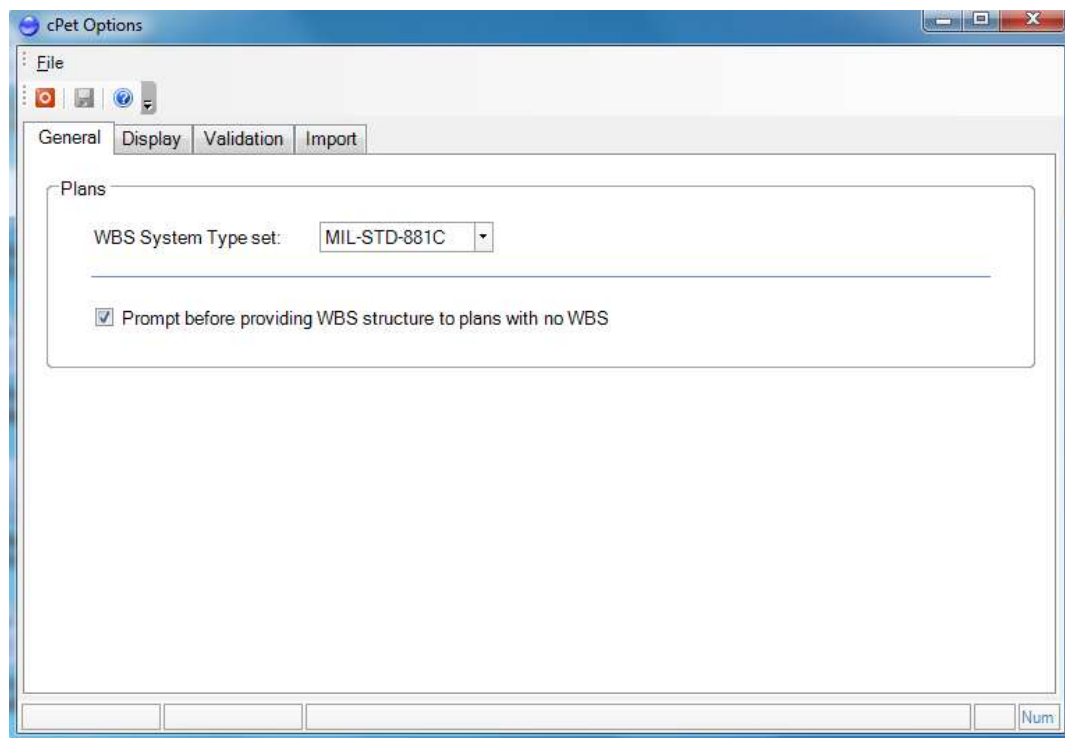 cPet Options
File
General Display Validation Import
Plans
WBS System Type set: MIL-STD-881C
Prompt before providing WBS structure to plans with no WBS
Num